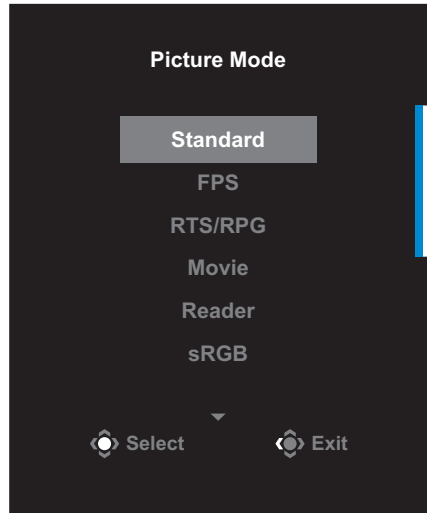 Picture Mode
Standard
FPS
RTS/RPG
Movie
Reader
sRGB
Select Exit